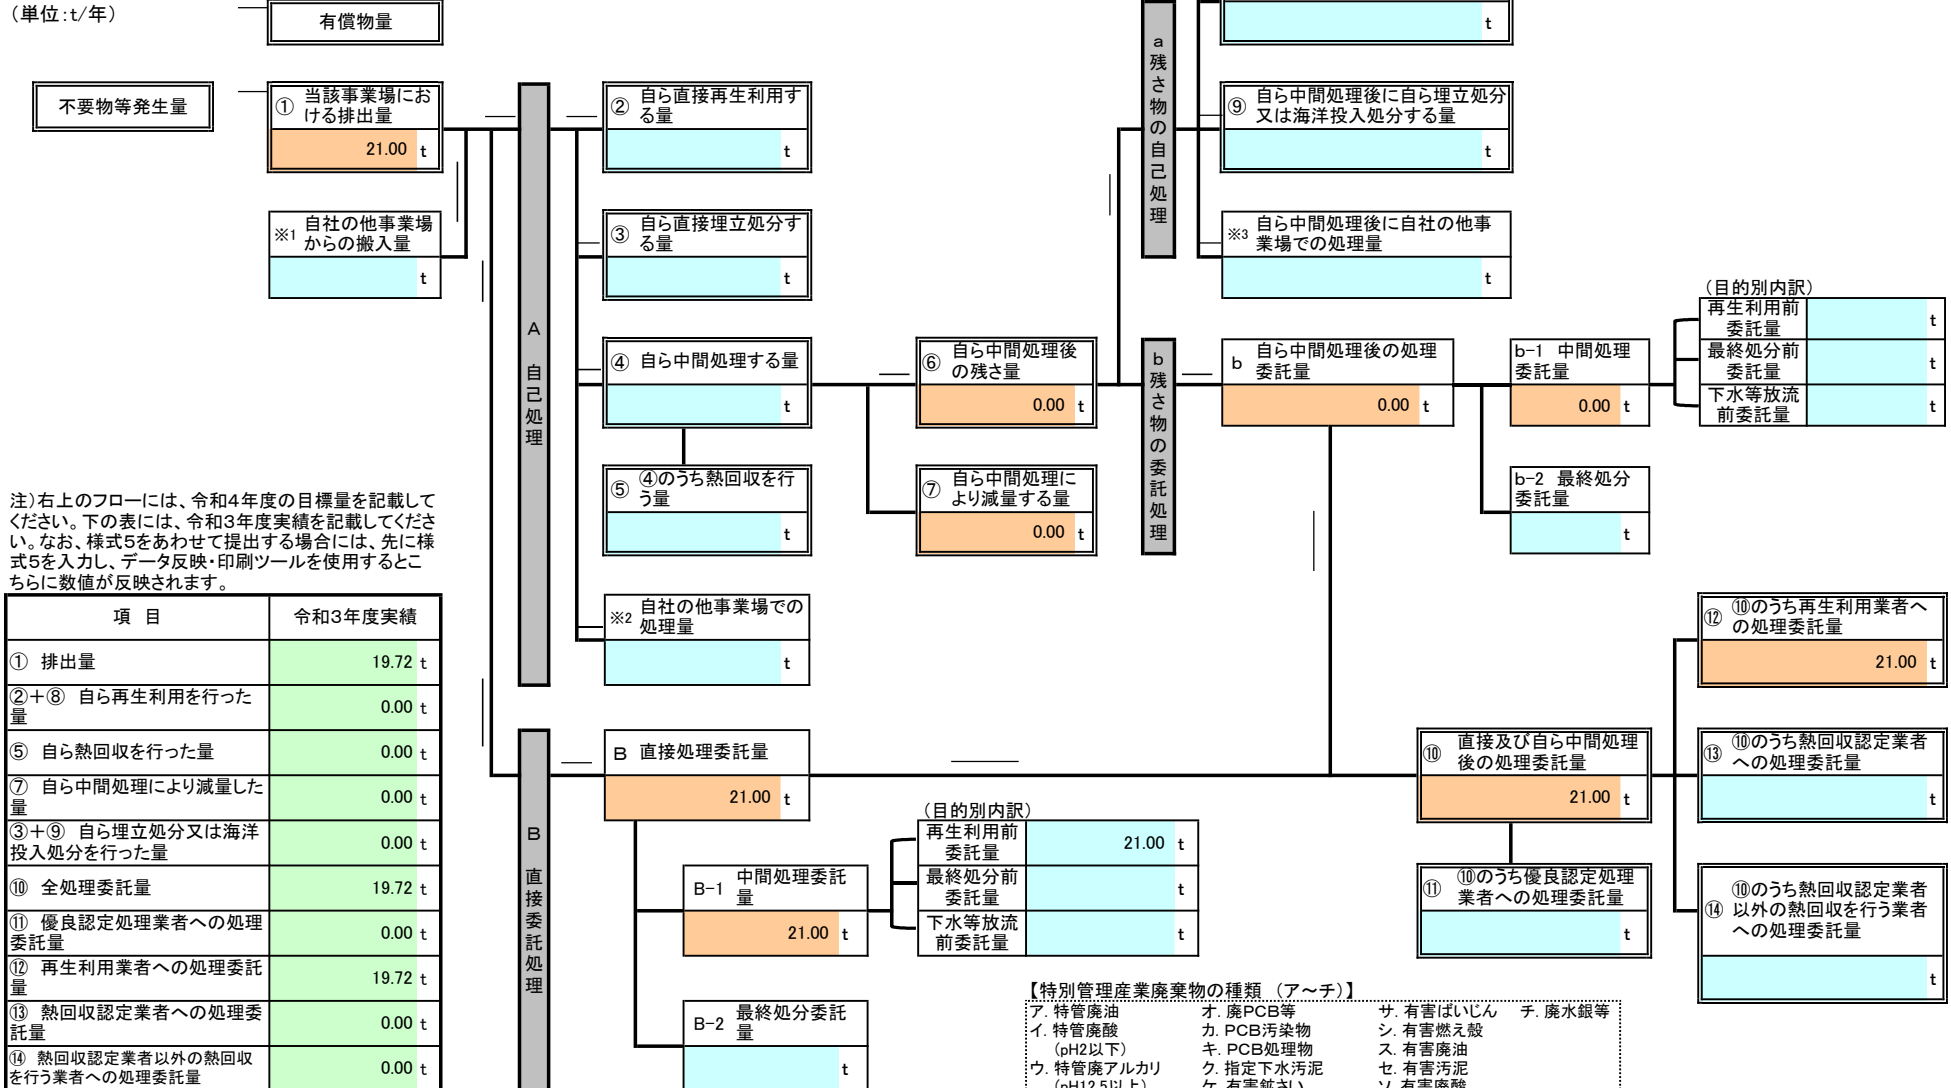 （単位：t/年）
有償物量
t
不要物等発生量
① 当該事業場にお
ける排出量
21.00 t
※1 自社の他事業場
からの搬入量
t
A 自己処理
② 自ら直接再生利用す
る量
t
③ 自ら直接埋立処分す
る量
t
④ 自ら中間処理する量
t
⑤ ④のうち熱回収を行
う量
t
※2 自社の他事業場での
処理量
t
⑥ 自ら中間処理後
の残さ量
0.00 t
⑦ 自ら中間処理に
より減量する量
0.00 t
a残さ物の自己処理
⑨ 自ら中間処理後に自ら埋立処分
又は海洋投入処分する量
t
※3 自ら中間処理後に自社の他事
業場での処理量
t
b残さ物の委託処理
b 自ら中間処理後の処理
委託量
0.00 t
b-1 中間処理
委託量
0.00 t
b-2 最終処分
委託量
t
（目的別内訳）
再生利用前
委託量
t
最終処分前
委託量
t
下水等放流
前委託量
t
注）右上のフローには、令和４年度の目標量を記載して
ください。下の表には、令和３年度実績を記載してくださ
い。なお、様式５をあわせて提出する場合には、先に様
式５を入力し、データ反映・印刷ツールを使用するとこ
ちらに数値が反映されます。
項 目 令和３年度実績
① 排出量 19.72 t
②＋⑧ 自ら再生利用を行った
量 0.00 t
⑤ 自ら熱回収を行った量 0.00 t
⑦ 自ら中間処理により減量した
量 0.00 t
③＋⑨ 自ら埋立処分又は海洋
投入処分を行った量 0.00 t
⑩ 全処理委託量 19.72 t
⑪ 優良認定処理業者への処理
委託量 0.00 t
⑫ 再生利用業者への処理委託
量 19.72 t
⑬ 熱回収認定業者への処理委
託量 0.00 t
⑭ 熱回収認定業者以外の熱回収
を行う業者への処理委託量 0.00 t
B 直接委託処理
B 直接処理委託量
21.00 t
B-1 中間処理委託
量
21.00 t
B-2 最終処分委託
量
t
（目的別内訳）
再生利用前
委託量
21.00 t
最終処分前
委託量
t
下水等放流
前委託量
t
⑩ 直接及び自ら中間処理
後の処理委託量
21.00 t
⑪ ⑩のうち優良認定処理
業者への処理委託量
t
⑫ ⑩のうち再生利用業者へ
の処理委託量
21.00 t
⑬ ⑩のうち熱回収認定業者
への処理委託量
t
⑭ ⑩のうち熱回収認定業者
以外の熱回収を行う業者
への処理委託量
t
【特別管理産業廃棄物の種類 （ア～チ）】
ア. 特管廃油 オ. 廃PCB等 サ. 有害ばいじん チ. 廃水銀等
イ. 特管廃酸 カ. PCB汚染物 シ. 有害燃え殻
（pH2以下） キ. PCB処理物 ス. 有害廃油
ウ. 特管廃アルカリ ク. 指定下水汚泥 セ. 有害汚泥
（pH12.5以上） ケ. 有害鉱さい ソ. 有害廃酸